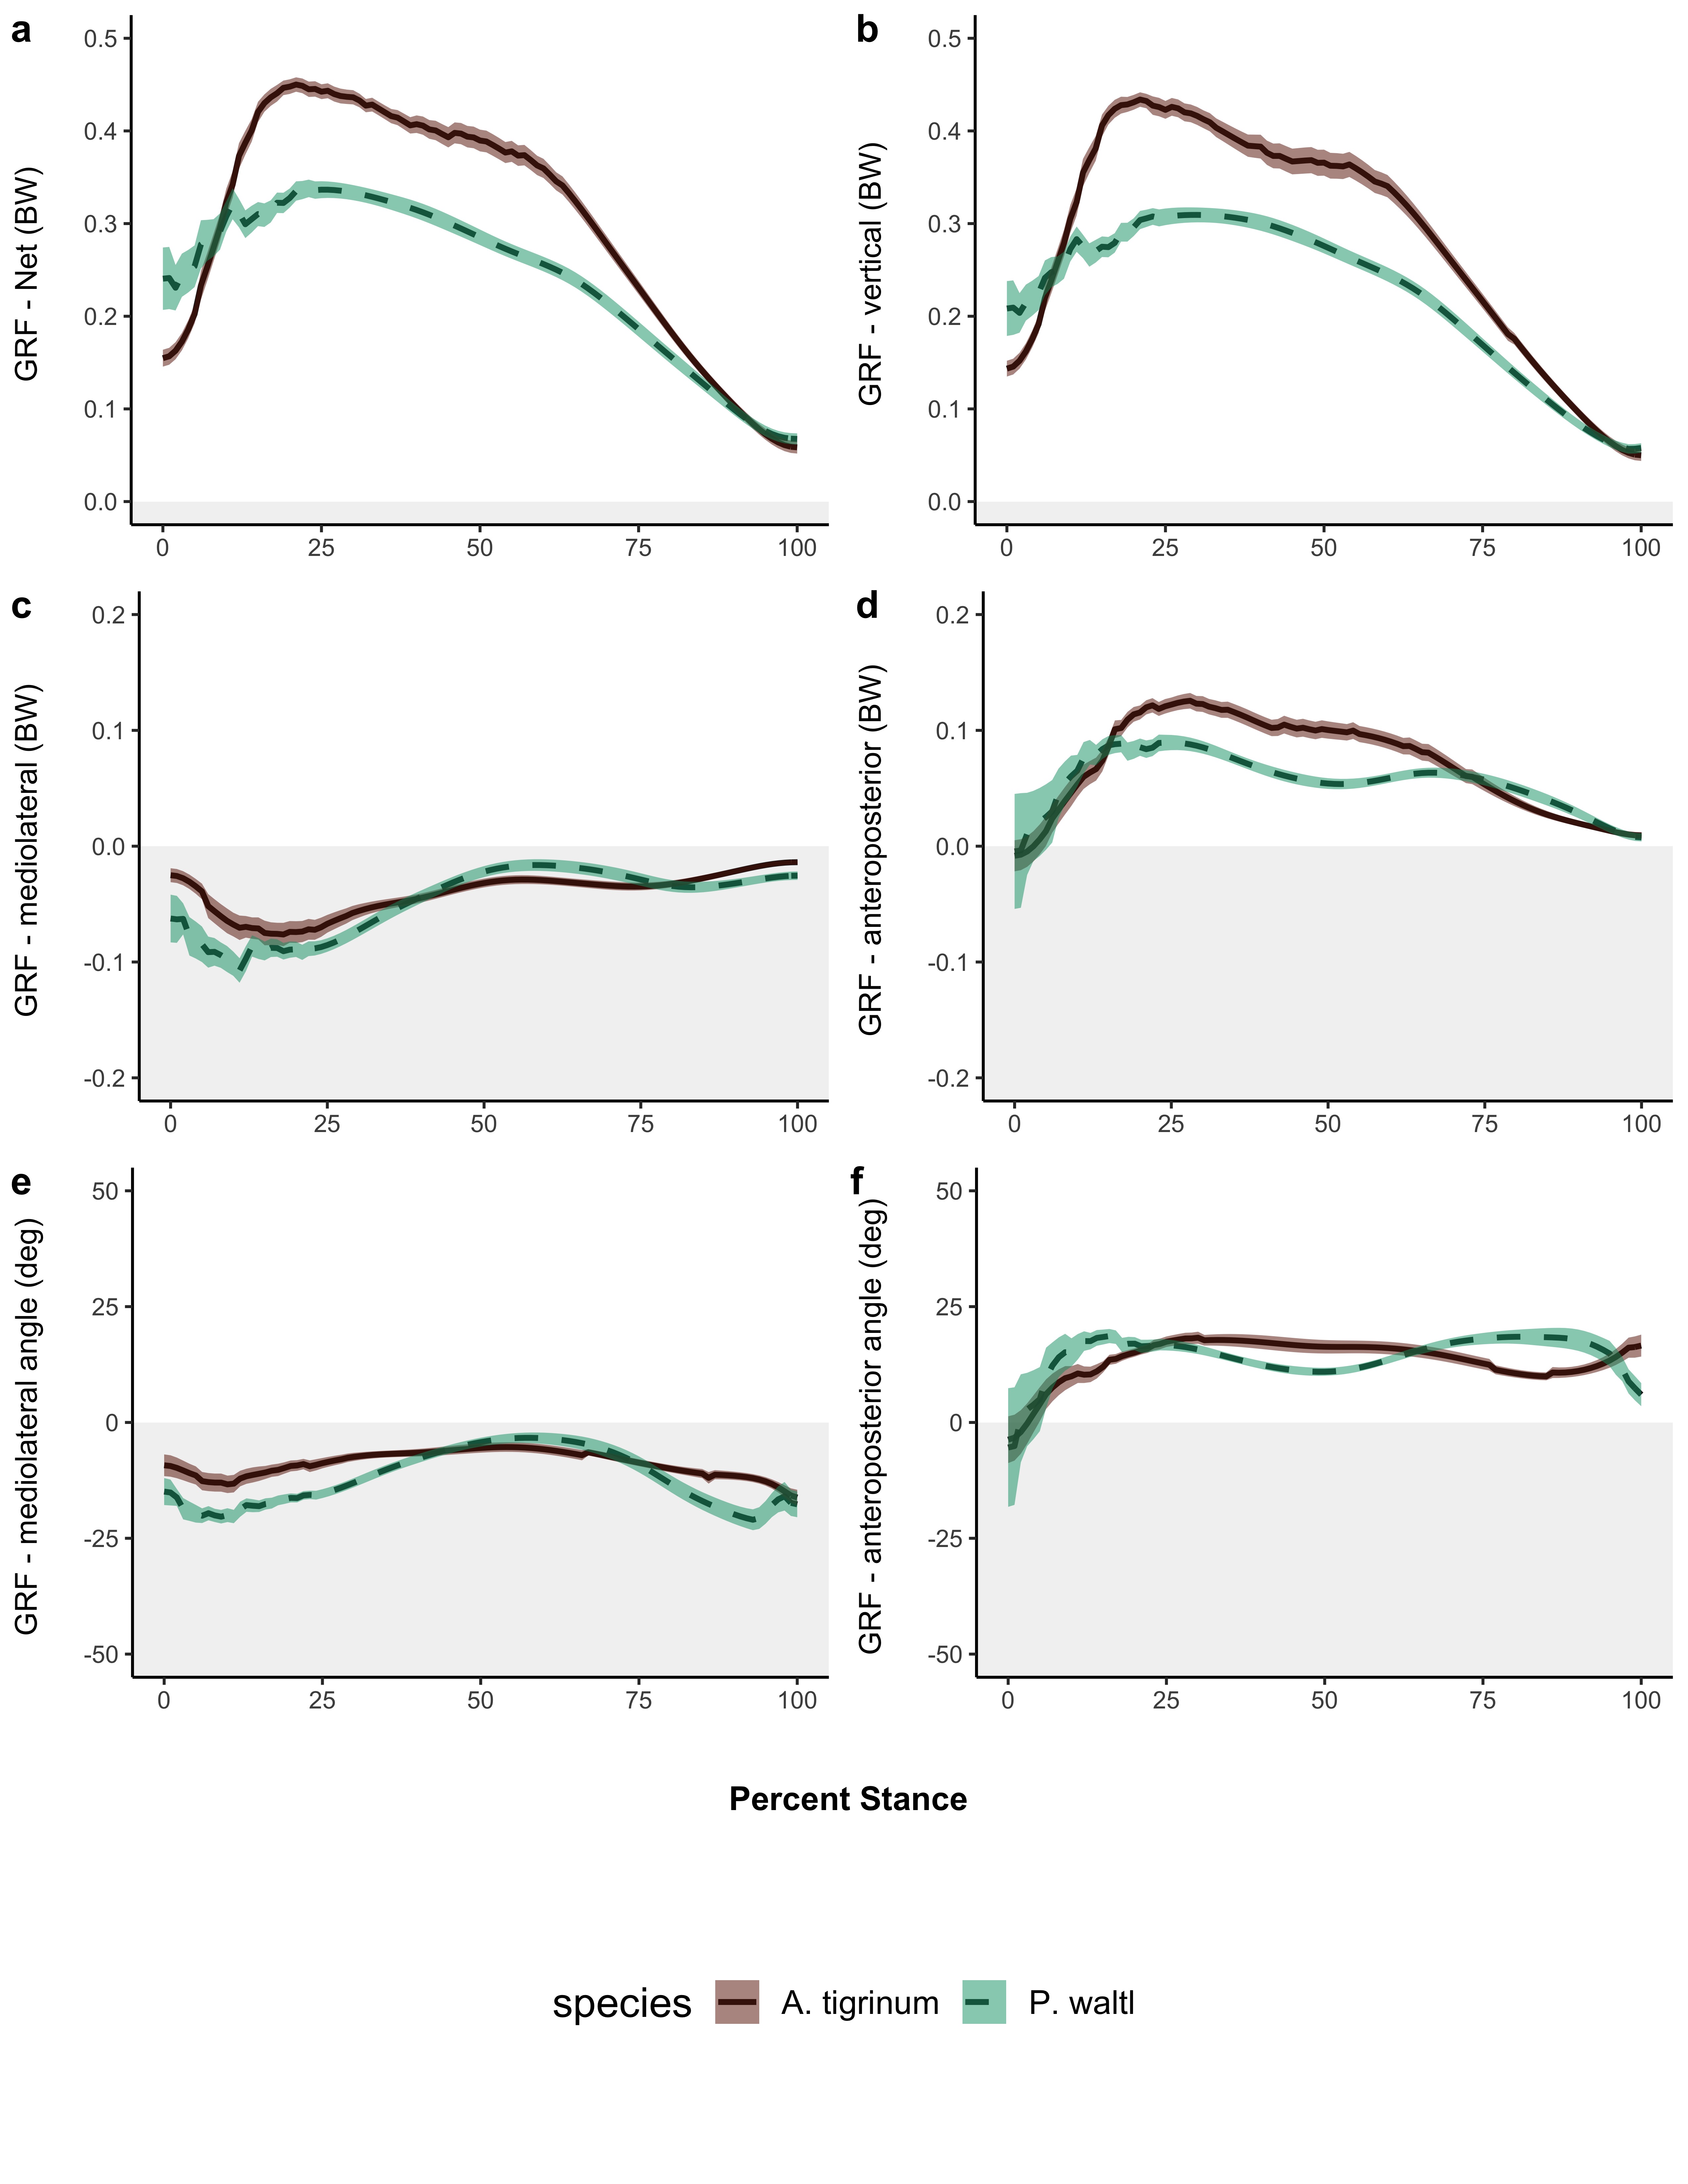 a
GRF - Net (BW)
0.5
0.4
0.3
0.2
0.1
0.0
0 25 50 75 100
b
GRF - vertical (BW)
0.5
0.4
0.3
0.2
0.1
0.0
0 25 50 75 100
c
GRF - mediolateral (BW)
0.2
0.1
0.0
-0.1
-0.2
0 25 50 75 100
d
GRF - anteroposterior (BW)
0.2
0.1
0.0
-0.1
-0.2
0 25 50 75 100
e
GRF - mediolateral angle (deg)
50
25
0
-25
-50
0 25 50 75 100
f
GRF - anteroposterior angle (deg)
50
25
0
-25
-50
0 25 50 75 100
Percent Stance
species A. tigrinum P. waltl